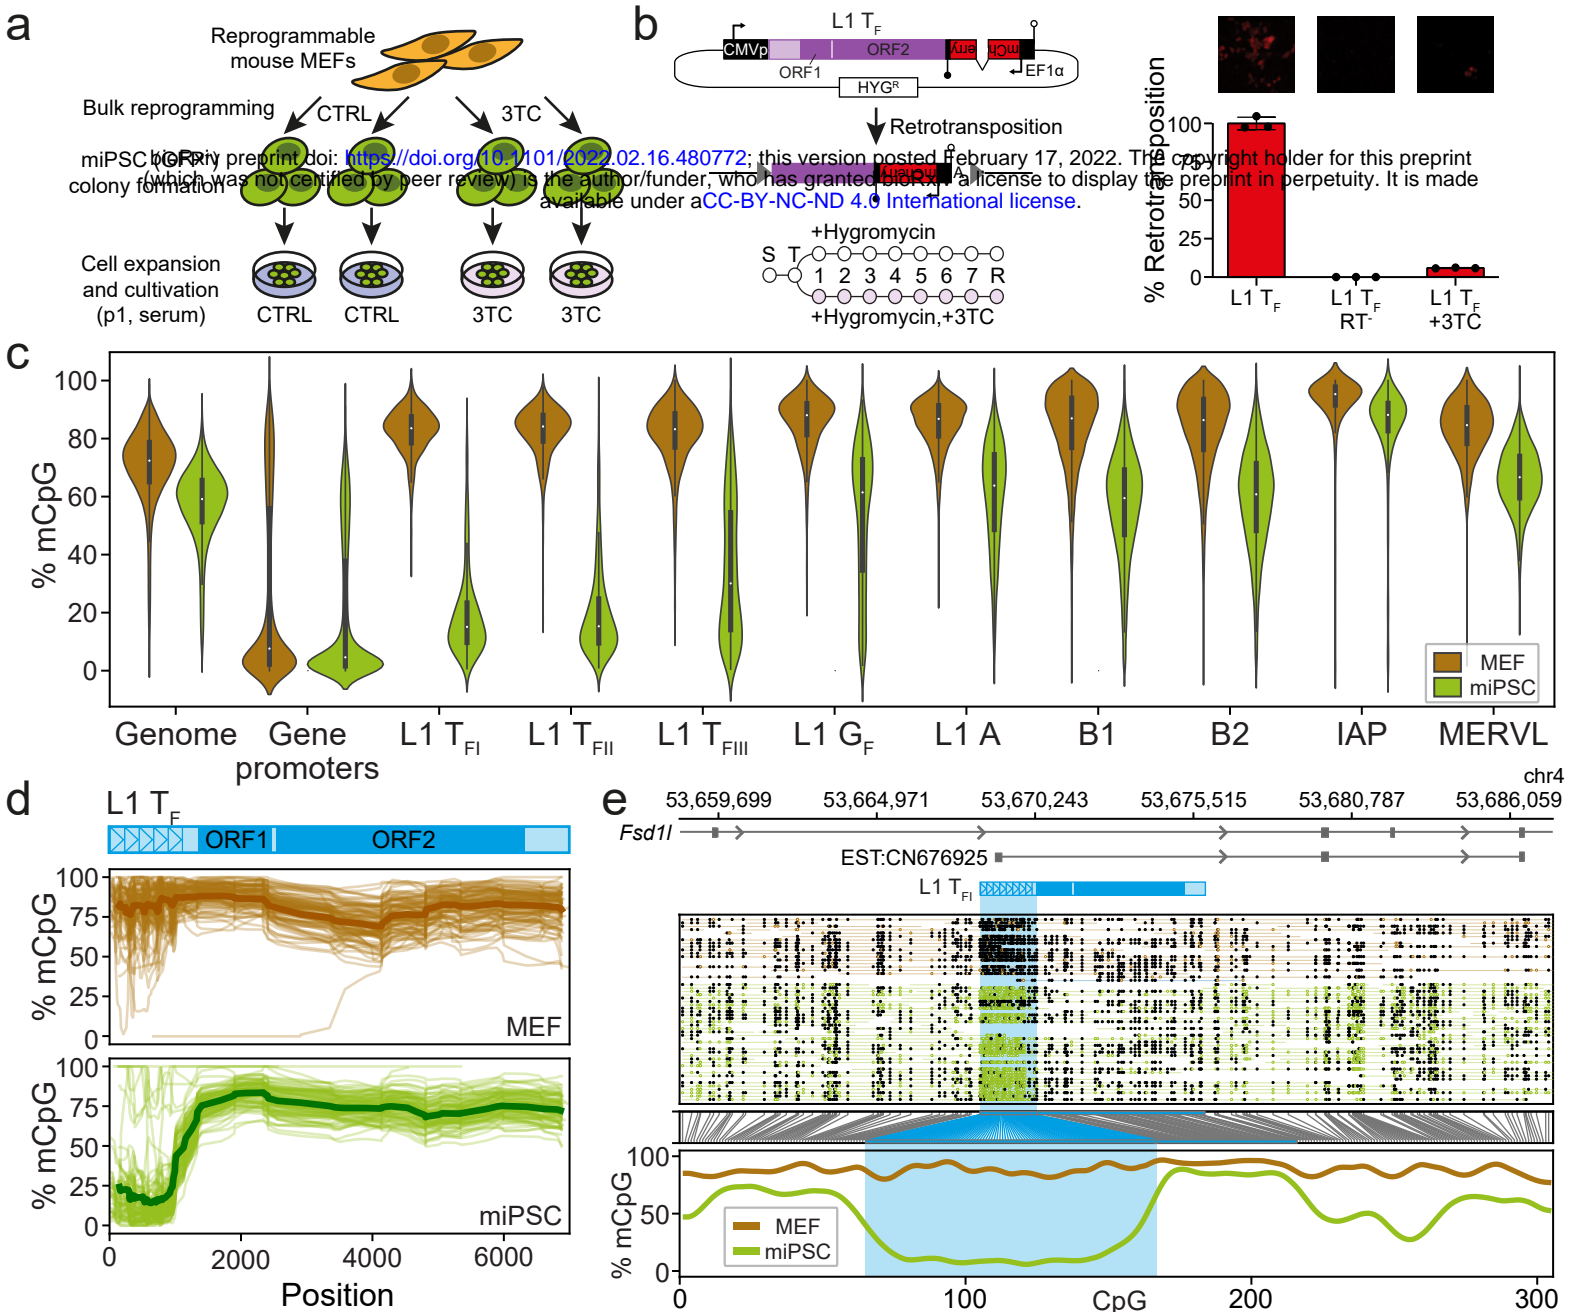 a
Reprogrammable
mouse MEFs
Bulk reprogramming
CTRL
3TC
miPSC (GFP+)
colony formation
Cell expansion
and cultivation
(p1, serum)
CTRL
CTRL
3TC
3TC
bioRxiv preprint doi: https://doi.org/10.1101/2022.02.16.480772; this version posted February 17, 2022. The copyright holder for this preprint
(which was not certified by peer review) is the author/funder, who has granted bioRxiv a license to display the preprint in perpetuity. It is made
available under aCC-BY-NC-ND 4.0 International license.
b
L1 TF
CMVp
ORF2
mCh
erry
ORF1
EF1α
HYGR
Retrotransposition
mCherry
A
+Hygromycin
S T
1 2 3 4 5 6 7 R
+Hygromycin,+3TC
% Retrotransposition
100
75
50
25
0
L1 TF
L1 TF
RT-
L1 TF
+3TC
c
% mCpG
100
80
60
40
20
0
MEF
miPSC
Genome
Gene
promoters
L1 TFI
L1 TFII
L1 TFIII
L1 GF
L1 A
B1
B2
IAP
MERVL
d
L1 TF
ORF1
ORF2
% mCpG
100
75
50
25
0
MEF
% mCpG
100
75
50
25
0
miPSC
0 2000 4000 6000
Position
e
chr4
53,659,699 53,664,971 53,670,243 53,675,515 53,680,787 53,686,059
Fsd1l
EST:CN676925
L1 TFI
% mCpG
100
50
0
MEF
miPSC
0 100 200 300
CpG